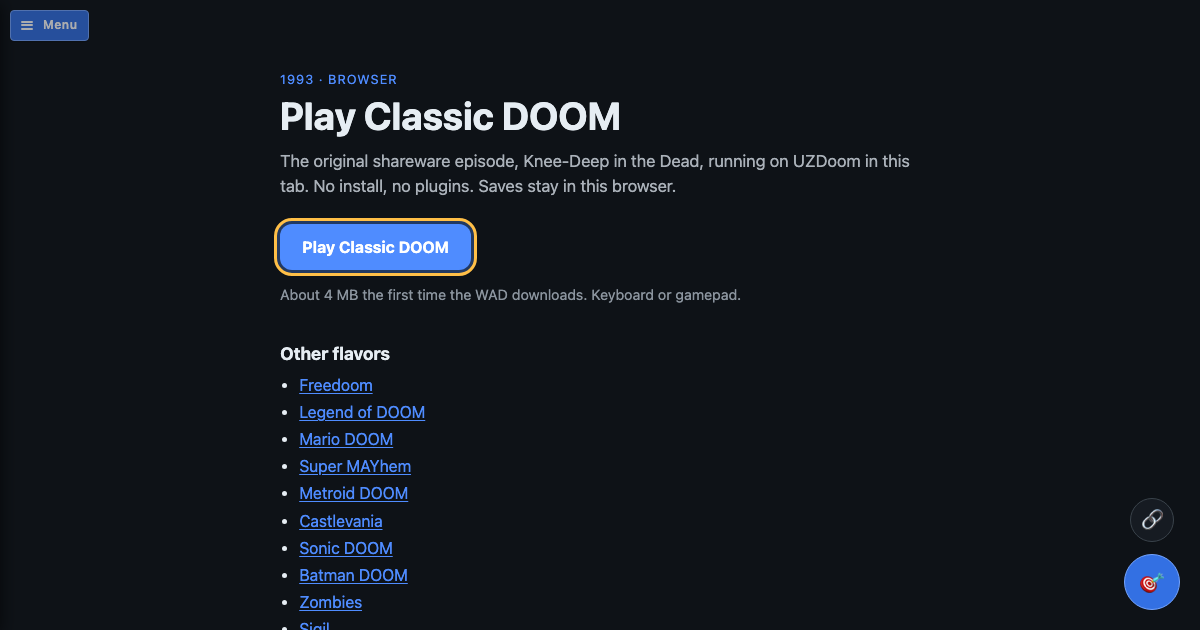 Menu
1993 · BROWSER
Play Classic DOOM
The original shareware episode, Knee-Deep in the Dead, running on UZDoom in this
tab. No install, no plugins. Saves stay in this browser.
Play Classic DOOM
About 4 MB the first time the WAD downloads. Keyboard or gamepad.
Other flavors
Freedoom
Legend of DOOM
Mario DOOM
Super MAYhem
Metroid DOOM
Castlevania
Sonic DOOM
Batman DOOM
Zombies
Sigil